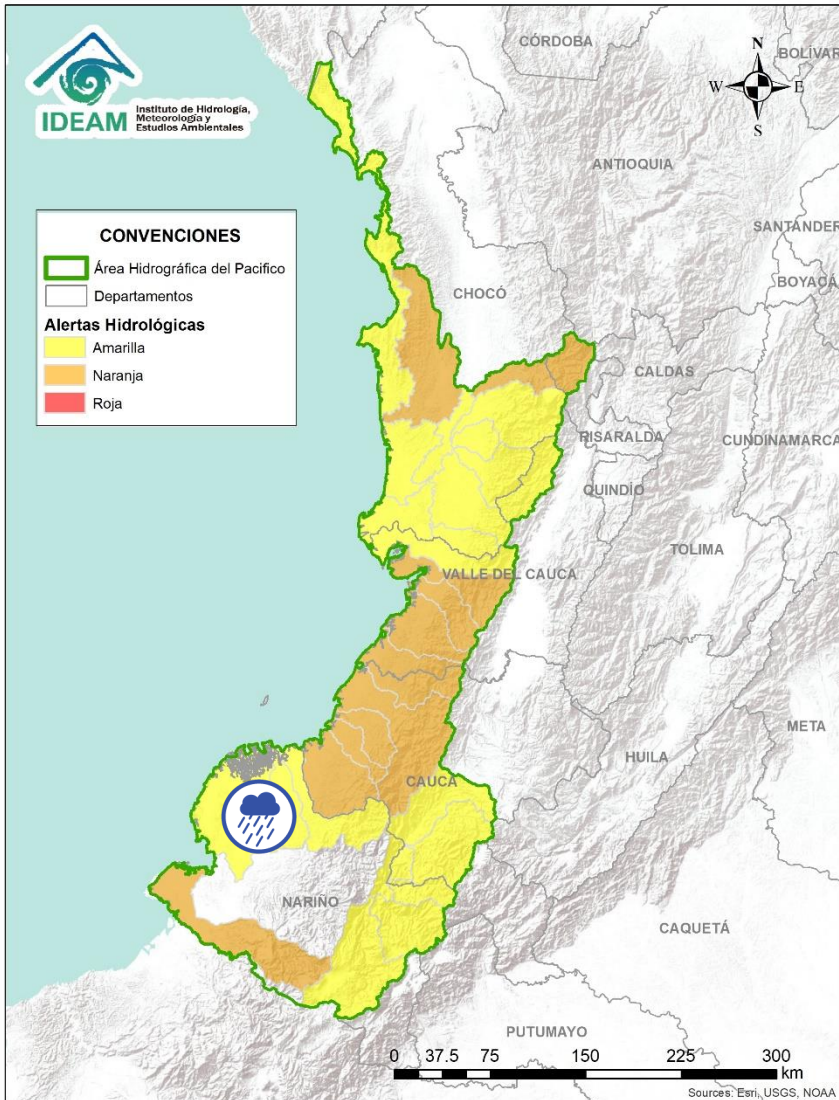 IDEAM
Instituto de Hidrología,
Meteorología y
Estudios Ambientales
CONVENCIONES
Área Hidrográfica del Pacifico
Departamentos
Alertas Hidrológicas
Amarilla
Naranja
Roja
N
W E
S
CÓRDOBA
BOLÍVAR
ANTIOQUIA
SANTANDER
BOYACÁ
CHOCÓ
CALDAS
RISARALDA
CUNDINAMARCA
QUINDÍO
TOLIMA
VALLE DEL CAUCA
META
HUILA
CAUCA
NARIÑO
CAQUETÁ
PUTUMAYO
0 37.5 75 150 225 300
km
Sources: Esri, USGS, NOAA